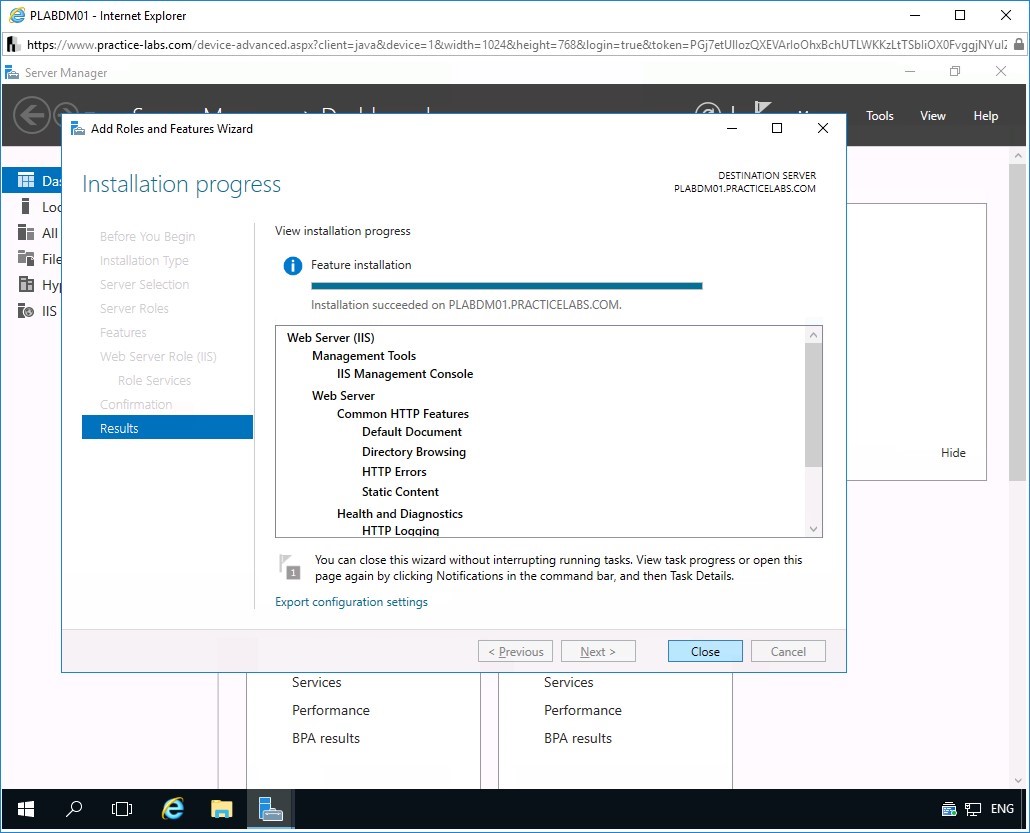 PLABDM01 - Internet Explorer
https://www.practice-labs.com/device-advanced.aspx?client=java&device=1&width=1024&height=768&login=true&token=
Server Manager
Tools View Help
Add Roles and Features Wizard
Installation progress
DESTINATION SERVER
PLABDM01.PRACTICELABS.COM
Before You Begin
Installation Type
Server Selection
Server Roles
Features
Web Server Role (IIS)
Role Services
Confirmation
Results
View installation progress
Feature installation
Installation succeeded on PLABDM01.PRACTICELABS.COM.
Web Server (IIS)
Management Tools
IIS Management Console
Web Server
Common HTTP Features
Default Document
Directory Browsing
HTTP Errors
Static Content
Health and Diagnostics
HTTP Logging
1
You can close this wizard without interrupting running tasks. View task progress or open this
page again by clicking Notifications in the command bar, and then Task Details.
Export configuration settings
< Previous
Next >
Close
Cancel
All
IIS
Hide
Services
Performance
BPA results
Services
Performance
BPA results
ENG